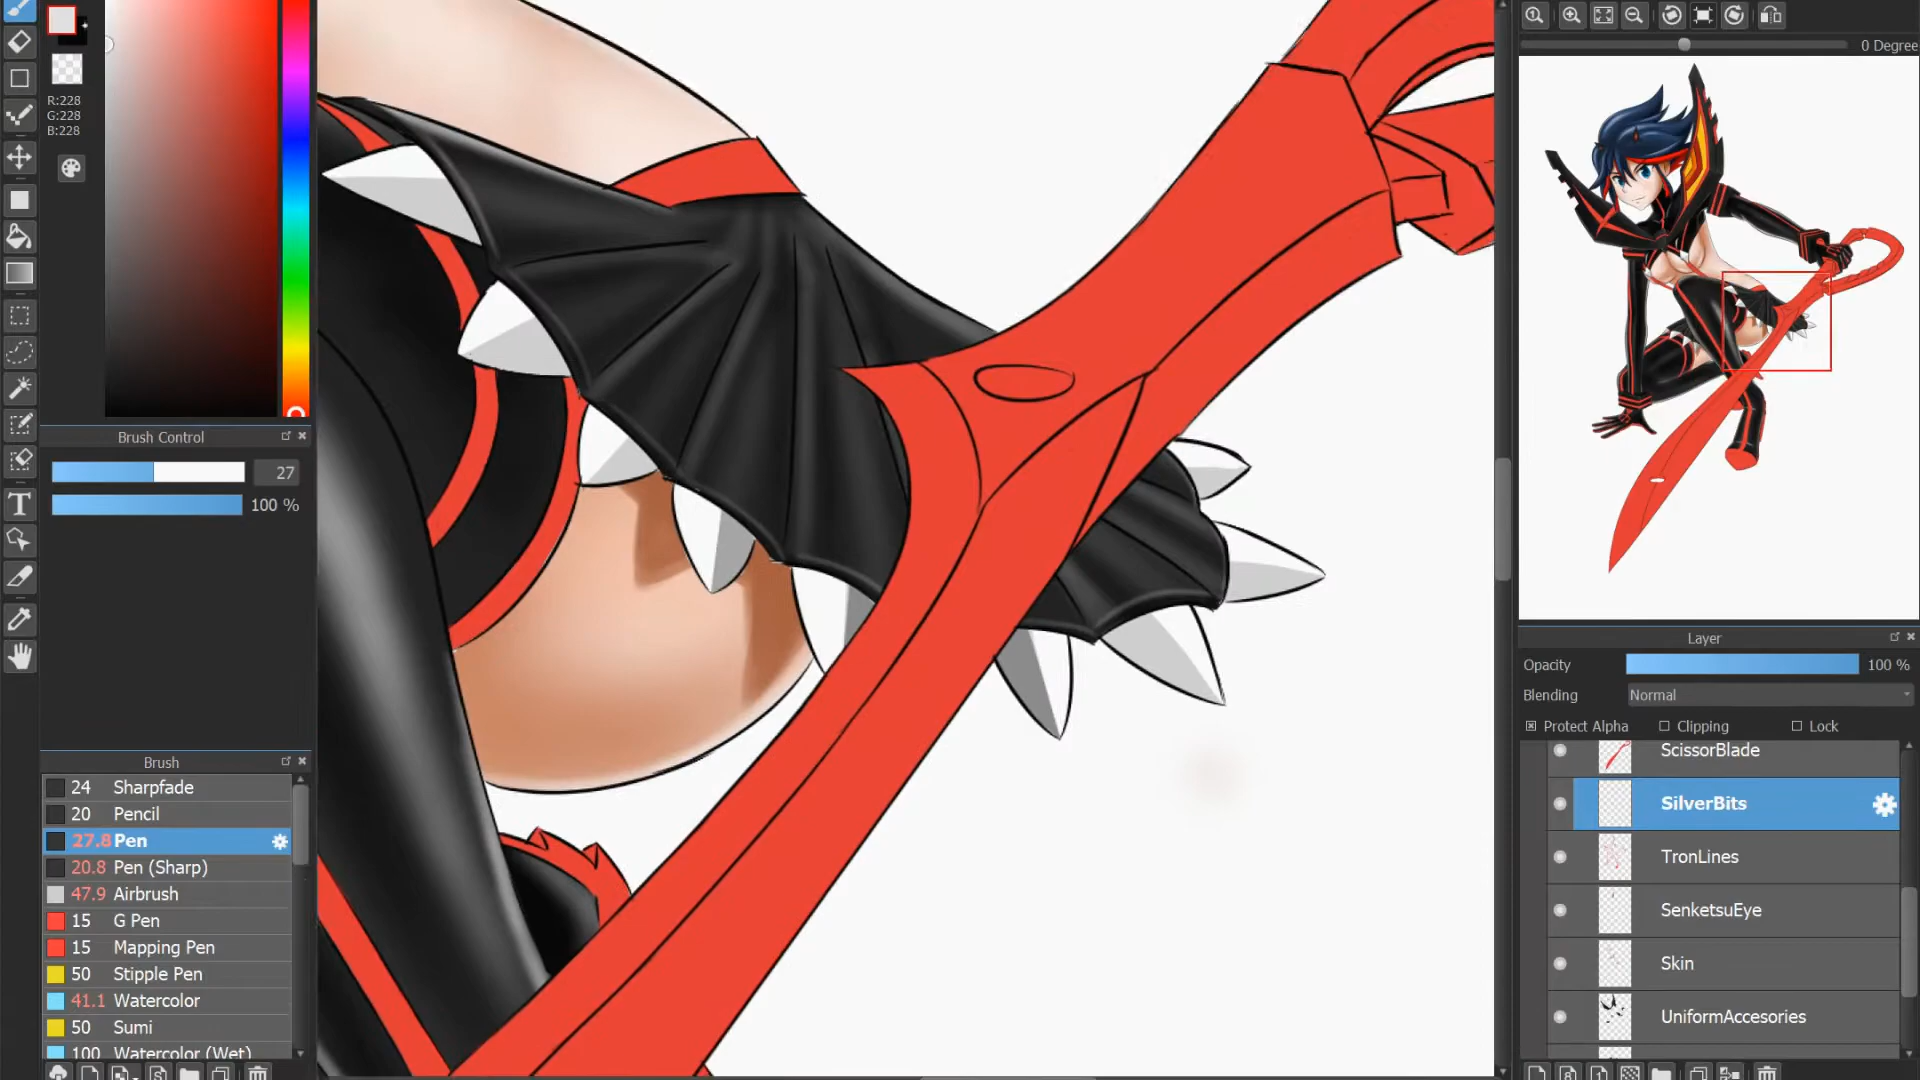 R:228
G:228
B:228
Brush Control
27
100 %
Brush
24 Sharpfade
20 Pencil
27.8 Pen
20.8 Pen (Sharp)
47.9 Airbrush
15 G Pen
15 Mapping Pen
50 Stipple Pen
41.1 Watercolor
50 Sumi
100 Watercolor (Wet)
0 Degree
Layer
Opacity 100 %
Blending Normal
Protect Alpha Clipping Lock
ScissorBlade
SilverBits
TronLines
SenketsuEye
Skin
UniformAccesories